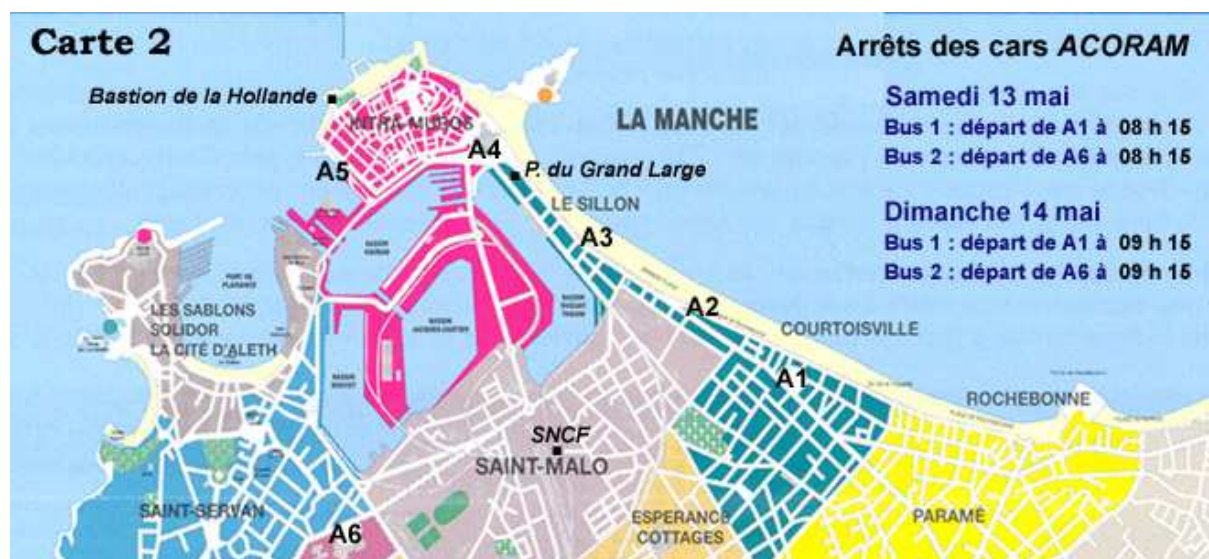 Carte 2
Arrêts des cars ACORAM
Samedi 13 mai
Bus 1 : départ de A1 à 08 h 15
Bus 2 : départ de A6 à 08 h 15
Dimanche 14 mai
Bus 1 : départ de A1 à 09 h 15
Bus 2 : départ de A6 à 09 h 15
Bastion de la Hollande
LA MANCHE
A4
A5
P. du Grand Large
LE SILLON
A3
A2
LES SABLONS
SOLIDOR
LA CITÉ D'ALETH
COURTOISVILLE
A1
ROCHEBONNE
SNCF
SAINT-MALO
SAINT-SERVAN
A6
ESPERANCE
COTTAGES
PARAMÉ